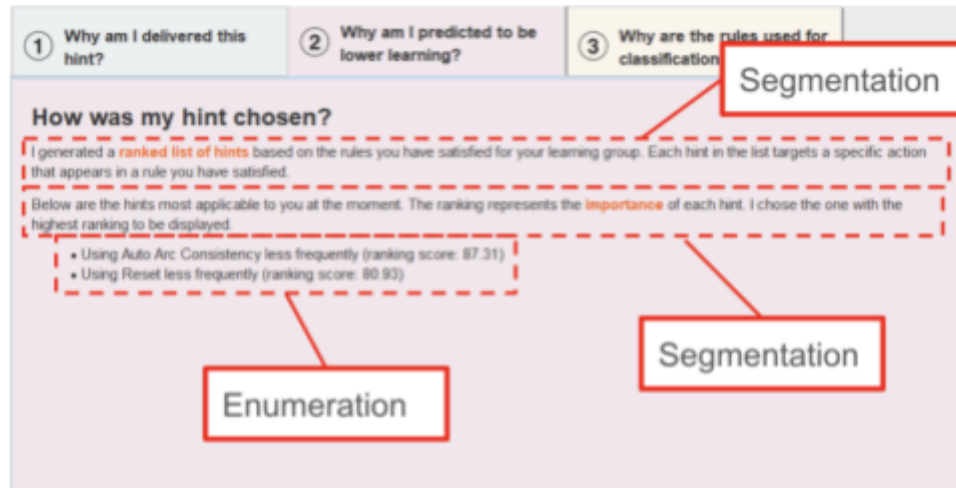 1 Why am I delivered this
hint?
2 Why am I predicted to be
lower learning?
3 Why are the rules used for
classification
Segmentation
How was my hint chosen?
I generated a ranked list of hints based on the rules you have satisfied for your learning group. Each hint in the list targets a specific action
that appears in a rule you have satisfied.
Below are the hints most applicable to you at the moment. The ranking represents the importance of each hint. I chose the one with the
highest ranking to be displayed.
• Using Auto Arc Consistency less frequently (ranking score: 87.31)
• Using Reset less frequently (ranking score: 80.93)
Segmentation
Enumeration